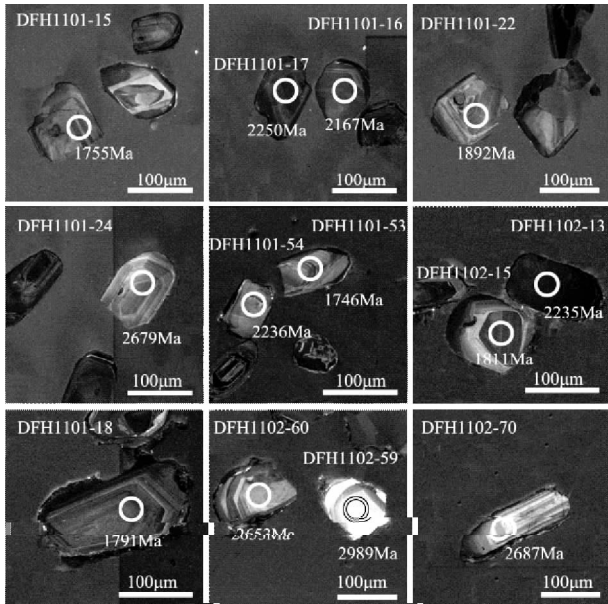 DFH1101-15
1755Ma
100μm
DFH1101-16
DFH1101-17
2250Ma
2167Ma
100μm
DFH1101-22
1892Ma
100μm
DFH1101-24
2679Ma
100μm
DFH1101-53
DFH1101-54
1746Ma
2236Ma
100μm
DFH1102-13
DFH1102-15
2235Ma
1811Ma
100μm
DFH1101-18
1791Ma
100μm
DFH1102-60
DFH1102-59
2989Ma
100μm
DFH1102-70
2687Ma
100μm